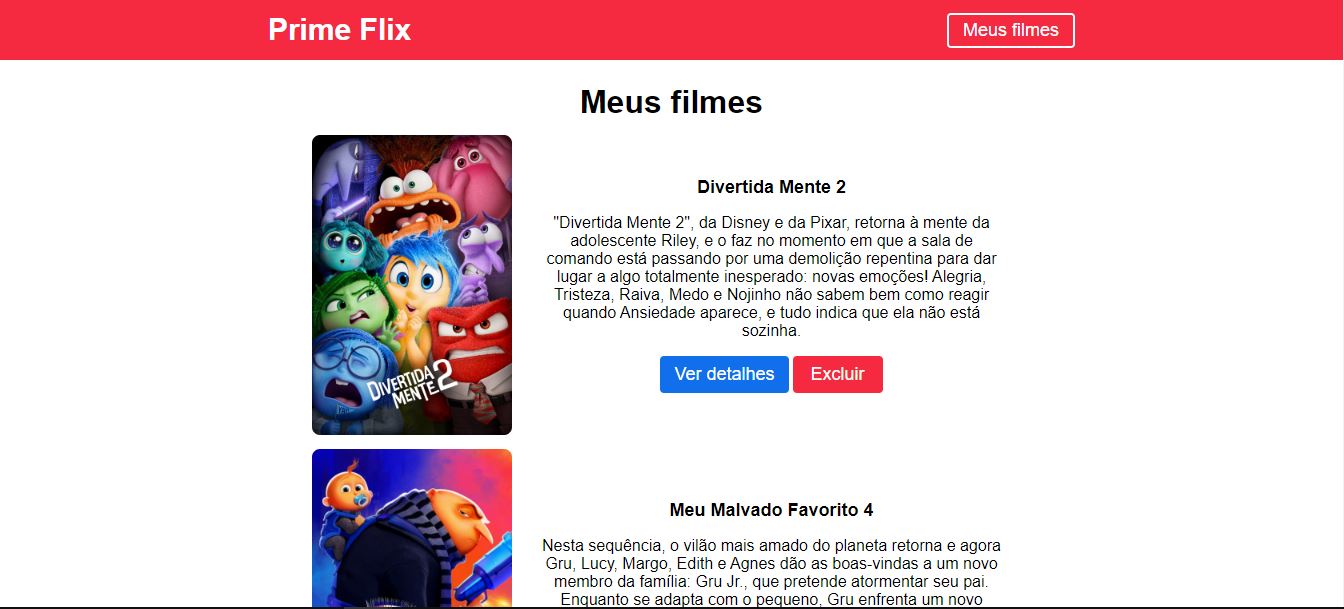 Prime Flix
Meus filmes
Meus filmes
Divertida Mente 2
"Divertida Mente 2", da Disney e da Pixar, retorna à mente da
adolescente Riley, e o faz no momento em que a sala de
comando está passando por uma demolição repentina para dar
lugar a algo totalmente inesperado: novas emoções! Alegria,
Tristeza, Raiva, Medo e Nojinho não sabem bem como reagir
quando Ansiedade aparece, e tudo indica que ela não está
sozinha.
Ver detalhes
Excluir
DIVERTIDA
MENTE 2
Meu Malvado Favorito 4
Nesta sequência, o vilão mais amado do planeta retorna e agora
Gru, Lucy, Margo, Edith e Agnes dão as boas-vindas a um novo
membro da família: Gru Jr., que pretende atormentar seu pai.
Enquanto se adapta com o pequeno, Gru enfrenta um novo